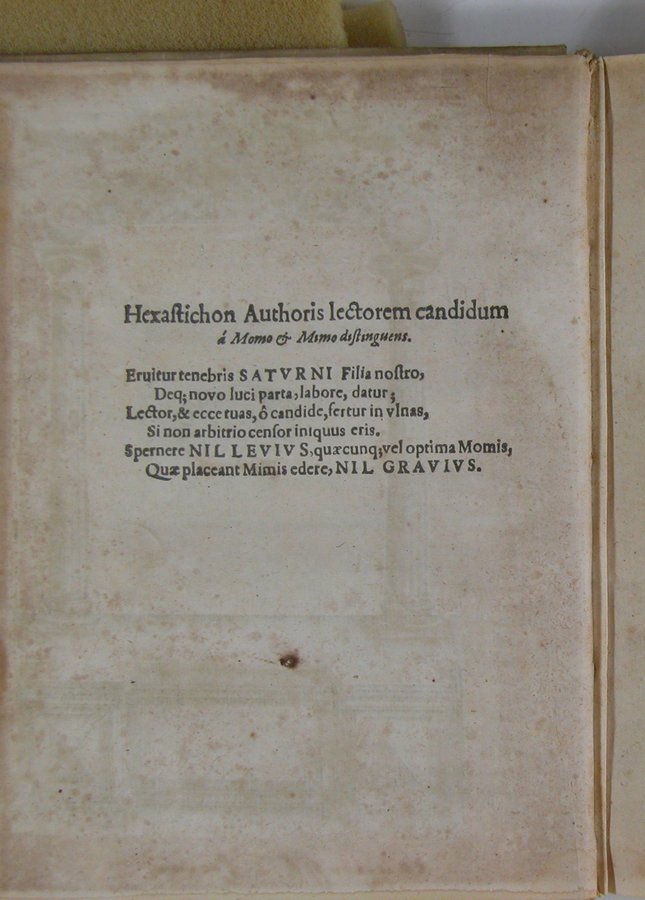 Hexastichon Authoris lectorem candidum
á Momo & Mimo distinguens.
Eruitur tenebris SATVRNI Filia nostro,
Deq; novo luci parta, labore, datur;
Lector, & ecce tuas, ô candide, fertur in vlnas,
Si non arbitrio censor iniquus eris.
Spernere NIL LEVIVS, quæcunq; vel optima Momis,
Quæ placeant Mimis edere, NIL GRAVIVS.